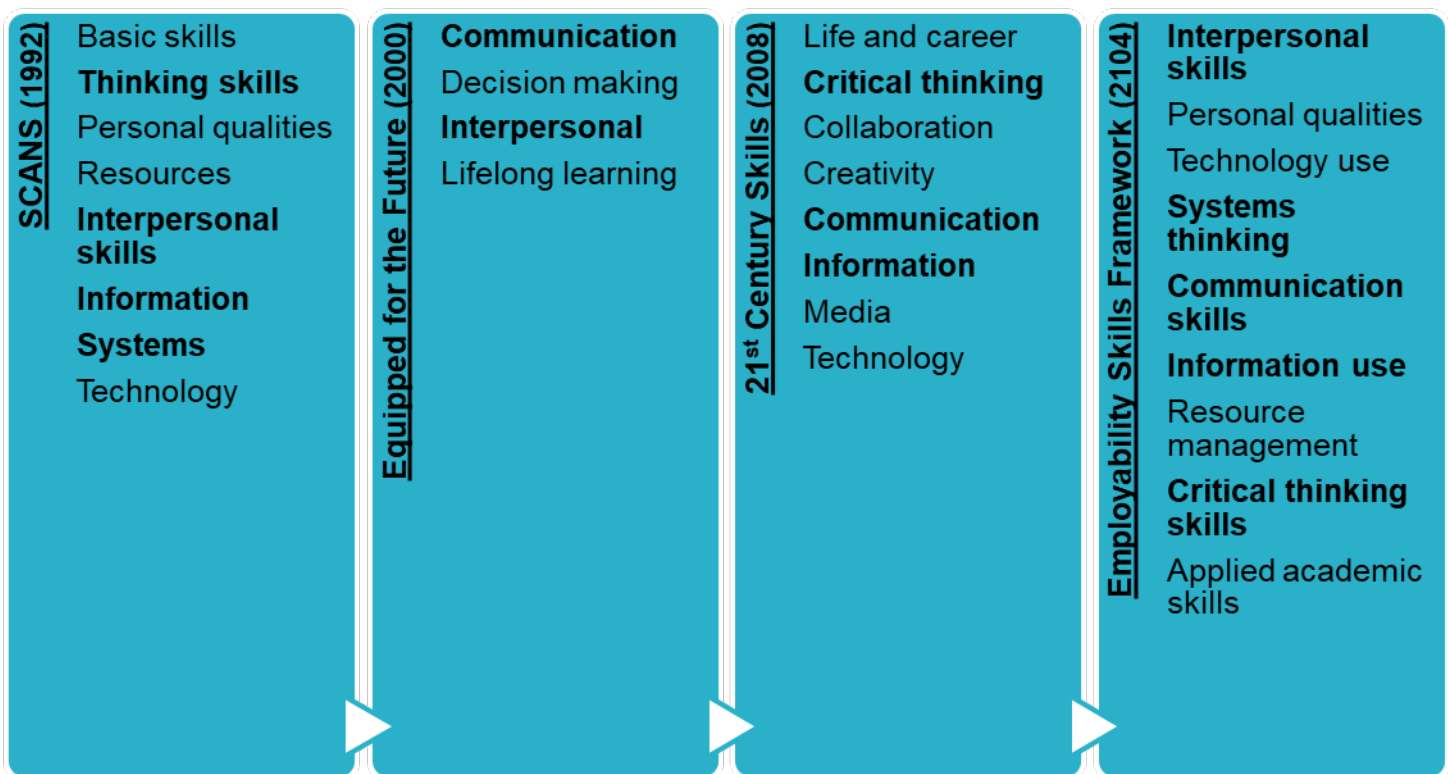 SCANS (1992)
Basic skills
Thinking skills
Personal qualities
Resources
Interpersonal
skills
Information
Systems
Technology
Equipped for the Future (2000)
Communication
Decision making
Interpersonal
Lifelong learning
21st Century Skills (2008)
Life and career
Critical thinking
Collaboration
Creativity
Communication
Information
Media
Technology
Employability Skills Framework (2104)
Interpersonal
skills
Personal qualities
Technology use
Systems
thinking
Communication
skills
Information use
Resource
management
Critical thinking
skills
Applied academic
skills